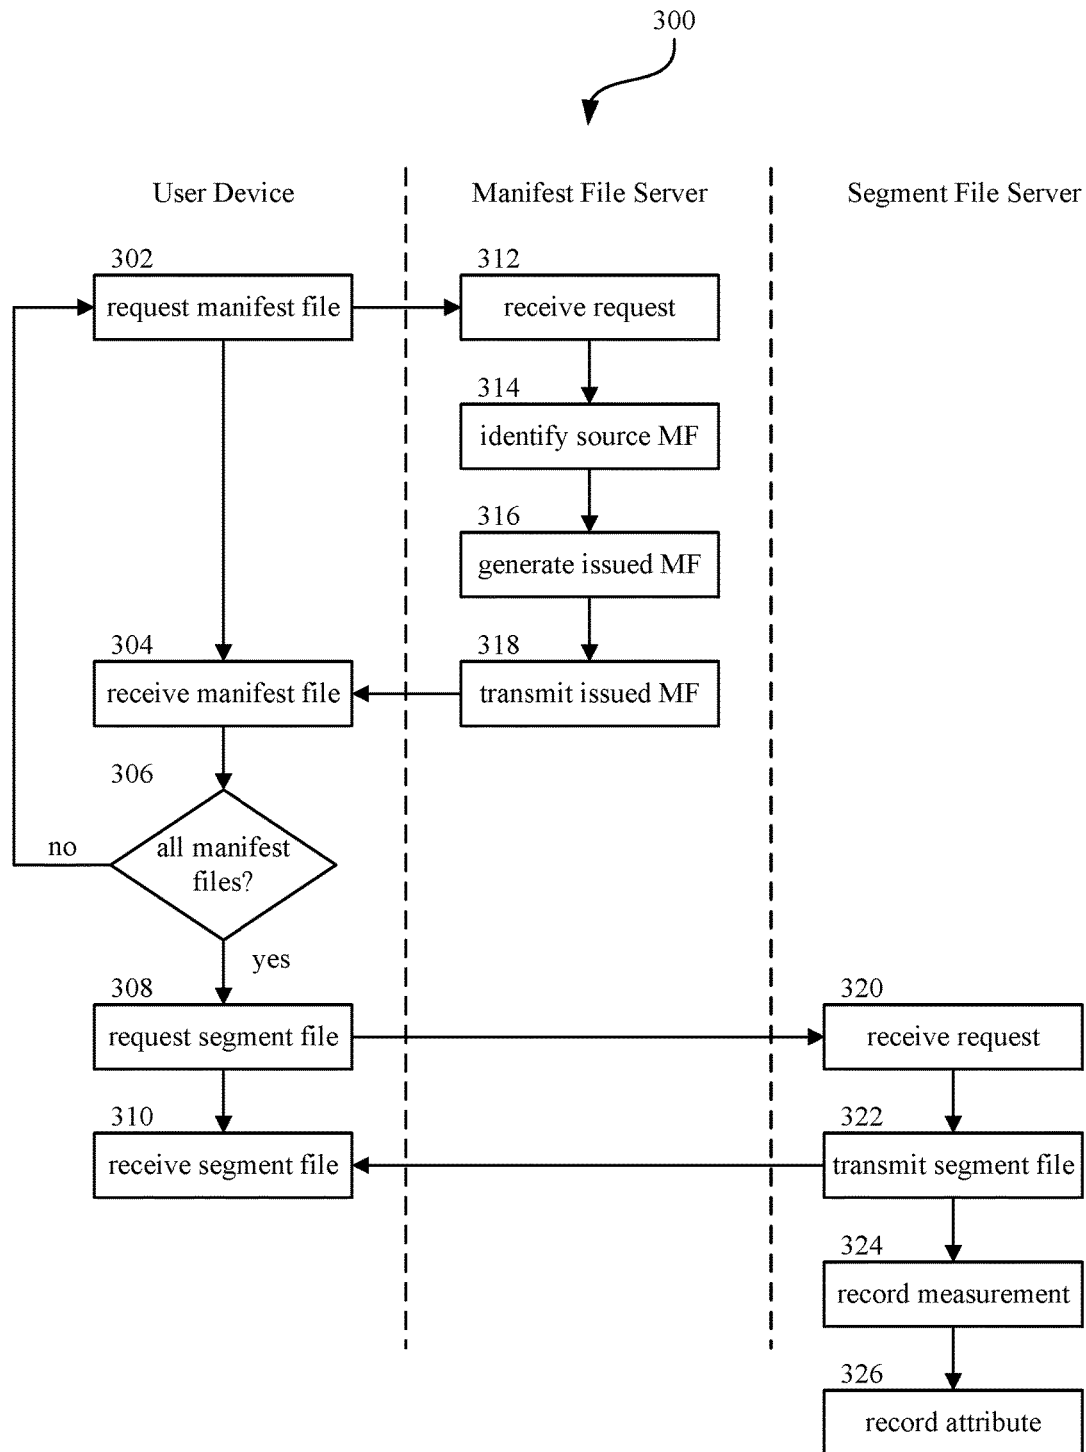 300
User Device
Manifest File Server
Segment File Server
302
request manifest file
312
receive request
314
identify source MF
316
generate issued MF
304
receive manifest file
318
transmit issued MF
306
all manifest
files?
no
yes
308
request segment file
320
receive request
310
receive segment file
322
transmit segment file
324
record measurement
326
record attribute